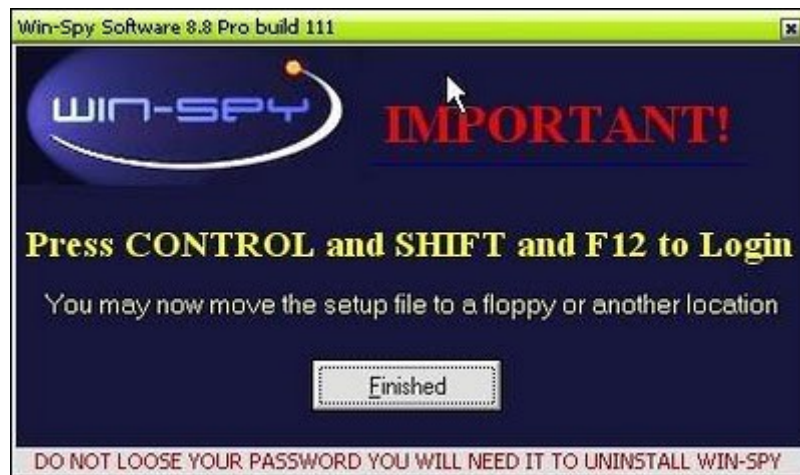 Win-Spy Software 8.8 Pro build 111
WIN-SPY
IMPORTANT!
Press CONTROL and SHIFT and F12 to Login
You may now move the setup file to a floppy or another location
Finished
DO NOT LOOSE YOUR PASSWORD YOU WILL NEED IT TO UNINSTALL WIN-SPY